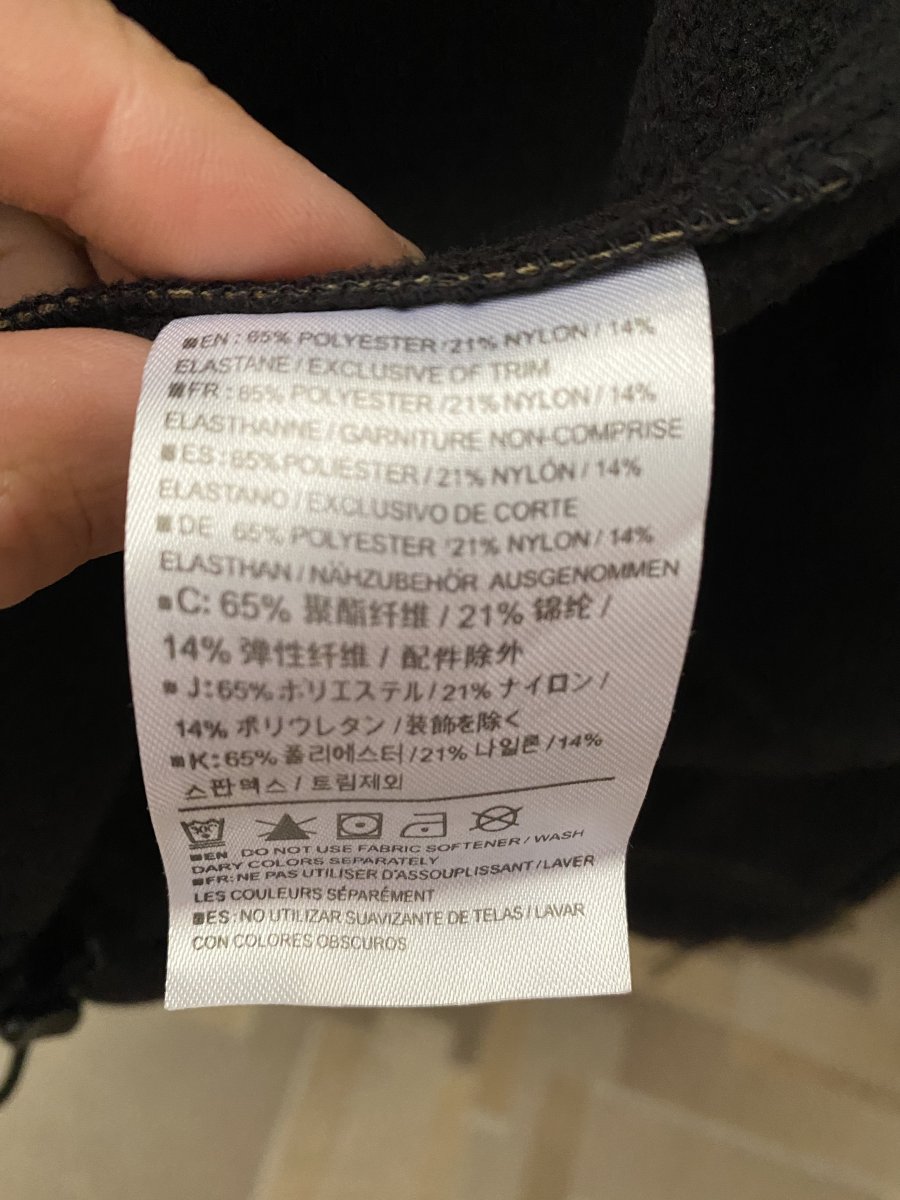 EN : 65% POLYESTER /21% NYLON / 14%
ELASTANE / EXCLUSIVE OF TRIM
FR : 65% POLYESTER /21% NYLON / 14%
ELASTHANNE / GARNITURE NON-COMPRISE
ES : 65% POLIESTER / 21% NYLÓN / 14%
ELASTANO / EXCLUSIVO DE CORTE
DE 65% POLYESTER /21% NYLON / 14%
ELASTHAN / NÄHZUBEHÖR AUSGENOMMEN
C: 65% 聚酯纤维 / 21% 锦纶 /
14% 弹性纤维 / 配件除外
J:65%ポリエステル/21%ナイロン/
14% ポリウレタン /装飾を除く
K: 65% 폴리에스터 /21% 나일론 /14%
스판덱스 / 트림제외
30°
EN DO NOT USE FABRIC SOFTENER / WASH
DARY COLORS SEPARATELY
FR: NE PAS UTILISER D'ASSOUPLISSANT / LAVER
LES COULEURS SÉPARÉMENT
ES : NO UTILIZAR SUAVIZANTE DE TELAS / LAVAR
CON COLORES OBSCUROS